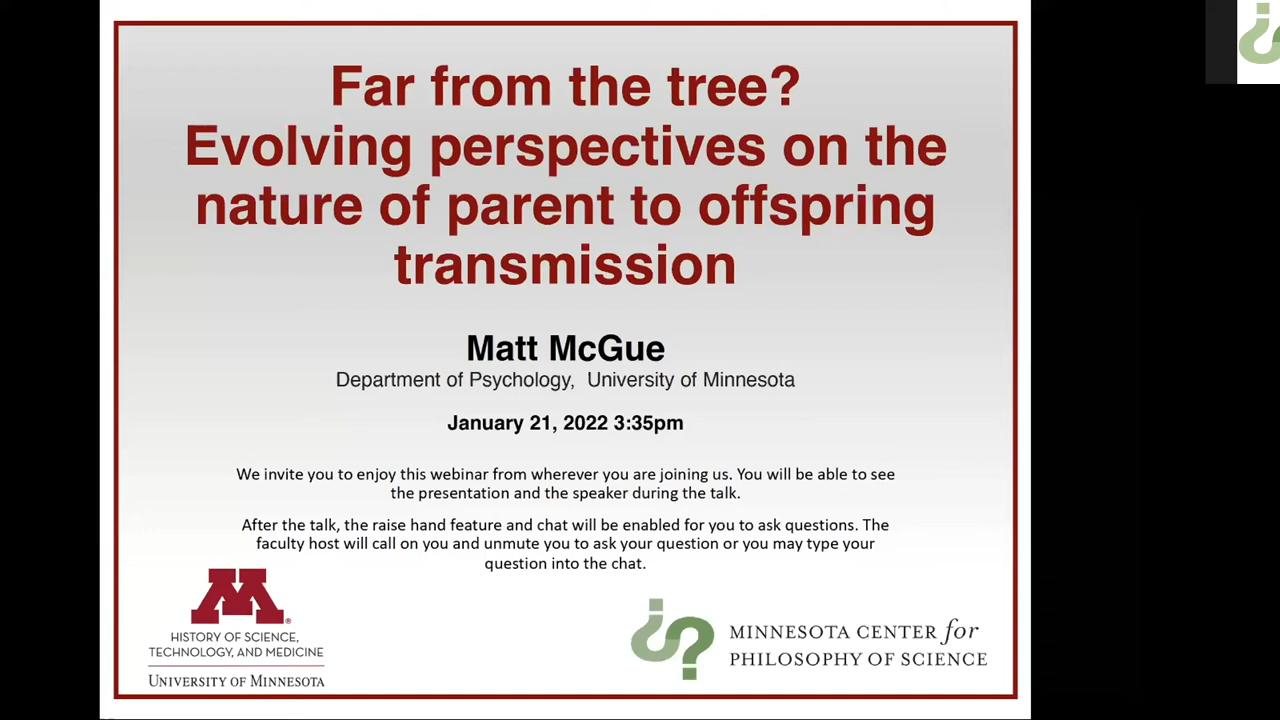 Far from the tree?
Evolving perspectives on the
nature of parent to offspring
transmission
Matt McGue
Department of Psychology, University of Minnesota
January 21, 2022 3:35pm
We invite you to enjoy this webinar from wherever you are joining us. You will be able to see
the presentation and the speaker during the talk.
After the talk, the raise hand feature and chat will be enabled for you to ask questions. The
faculty host will call on you and unmute you to ask your question or you may type your
question into the chat.
M®
HISTORY OF SCIENCE,
TECHNOLOGY, AND MEDICINE
UNIVERSITY OF MINNESOTA
¿?
MINNESOTA CENTER for
PHILOSOPHY OF SCIENCE